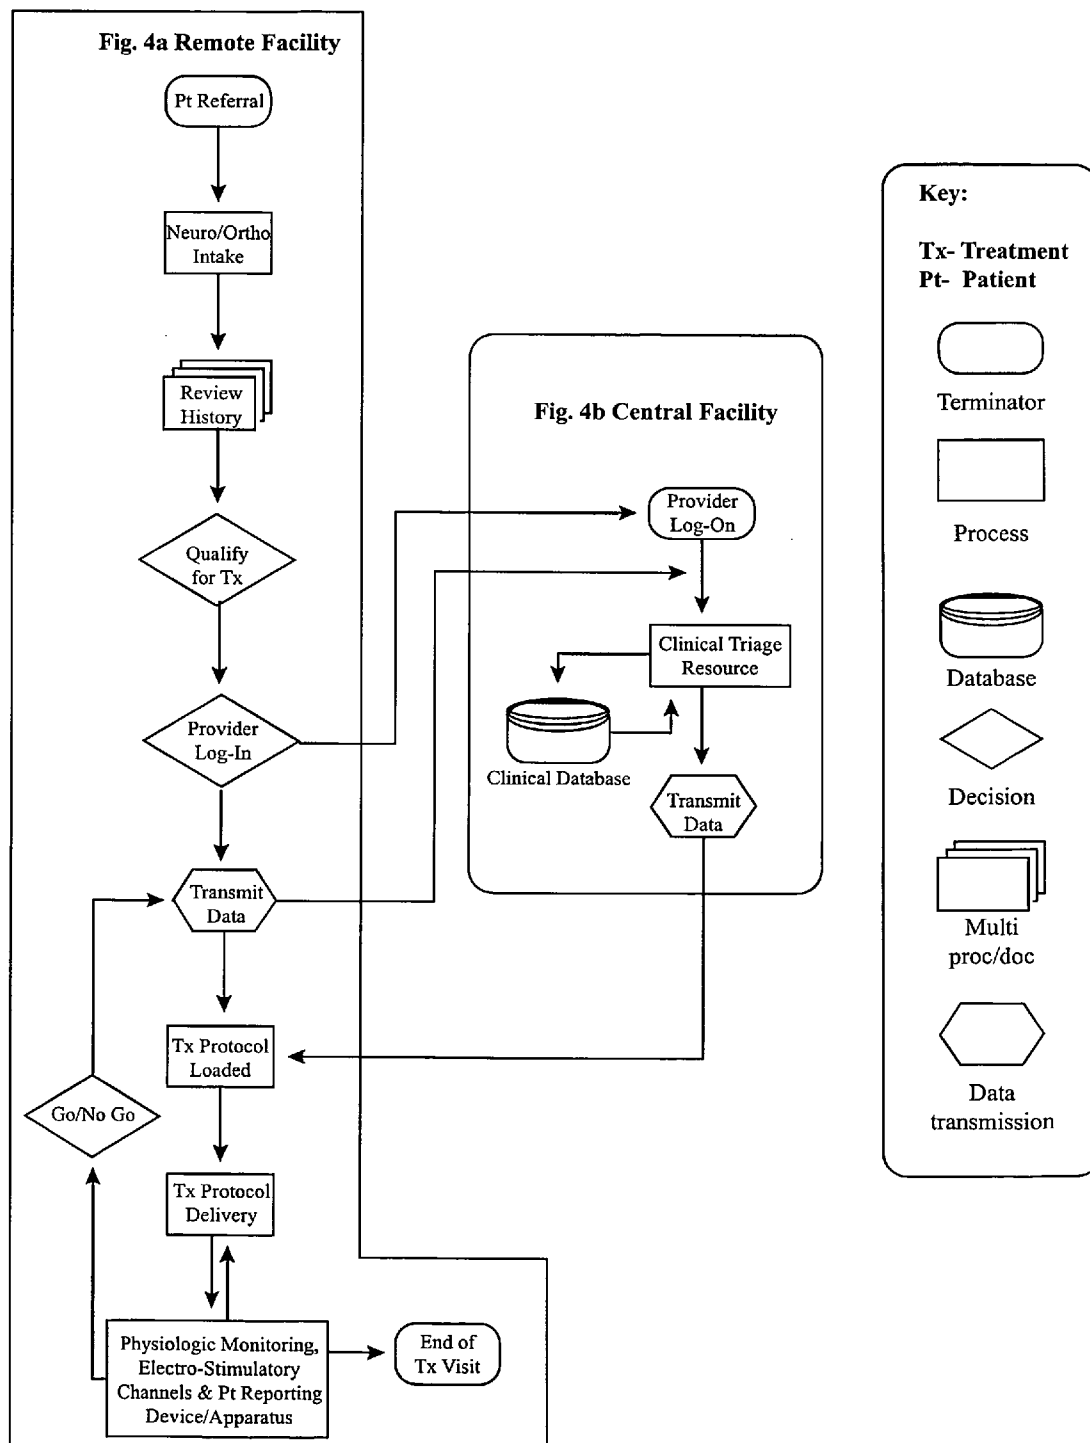 Fig. 4a Remote Facility
Pt Referral
Neuro/Ortho
Intake
Review
History
Qualify
for Tx
Provider
Log-In
Transmit
Data
Tx Protocol
Loaded
Go/No Go
Tx Protocol
Delivery
Physiologic Monitoring,
Electro-Stimulatory
Channels & Pt Reporting
Device/Apparatus
End of
Tx Visit
Fig. 4b Central Facility
Provider
Log-On
Clinical Triage
Resource
Clinical Database
Transmit
Data
Key:
Tx- Treatment
Pt- Patient
Terminator
Process
Database
Decision
Multi
proc/doc
Data
transmission